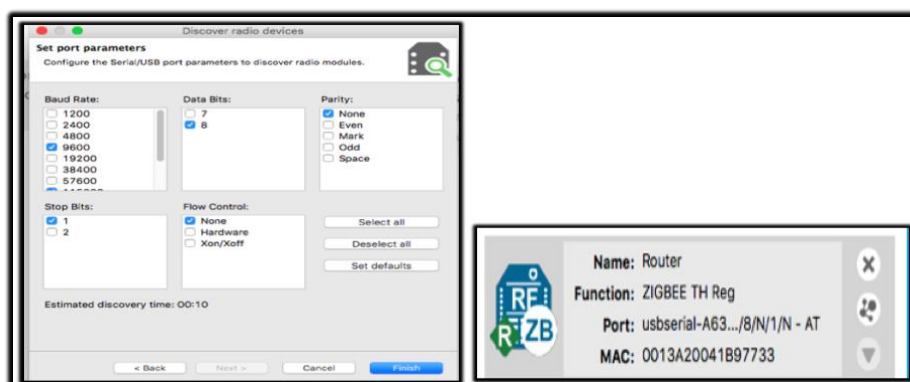 Discover radio devices
Set port parameters
Configure the Serial/USB port parameters to discover radio modules.
Baud Rate:
1200
2400
4800
9600
19200
38400
57600
Data Bits:
7
8
Parity:
None
Even
Mark
Odd
Space
Stop Bits:
1
2
Flow Control:
None
Hardware
Xon/Xoff
Select all
Deselect all
Set defaults
Estimated discovery time: 00:10
< Back
Next >
Cancel
Finish
RF
R
ZB
Name: Router
Function: ZIGBEE TH Reg
Port: usbserial-A63.../8/N/1/N - AT
MAC: 0013A20041B97733